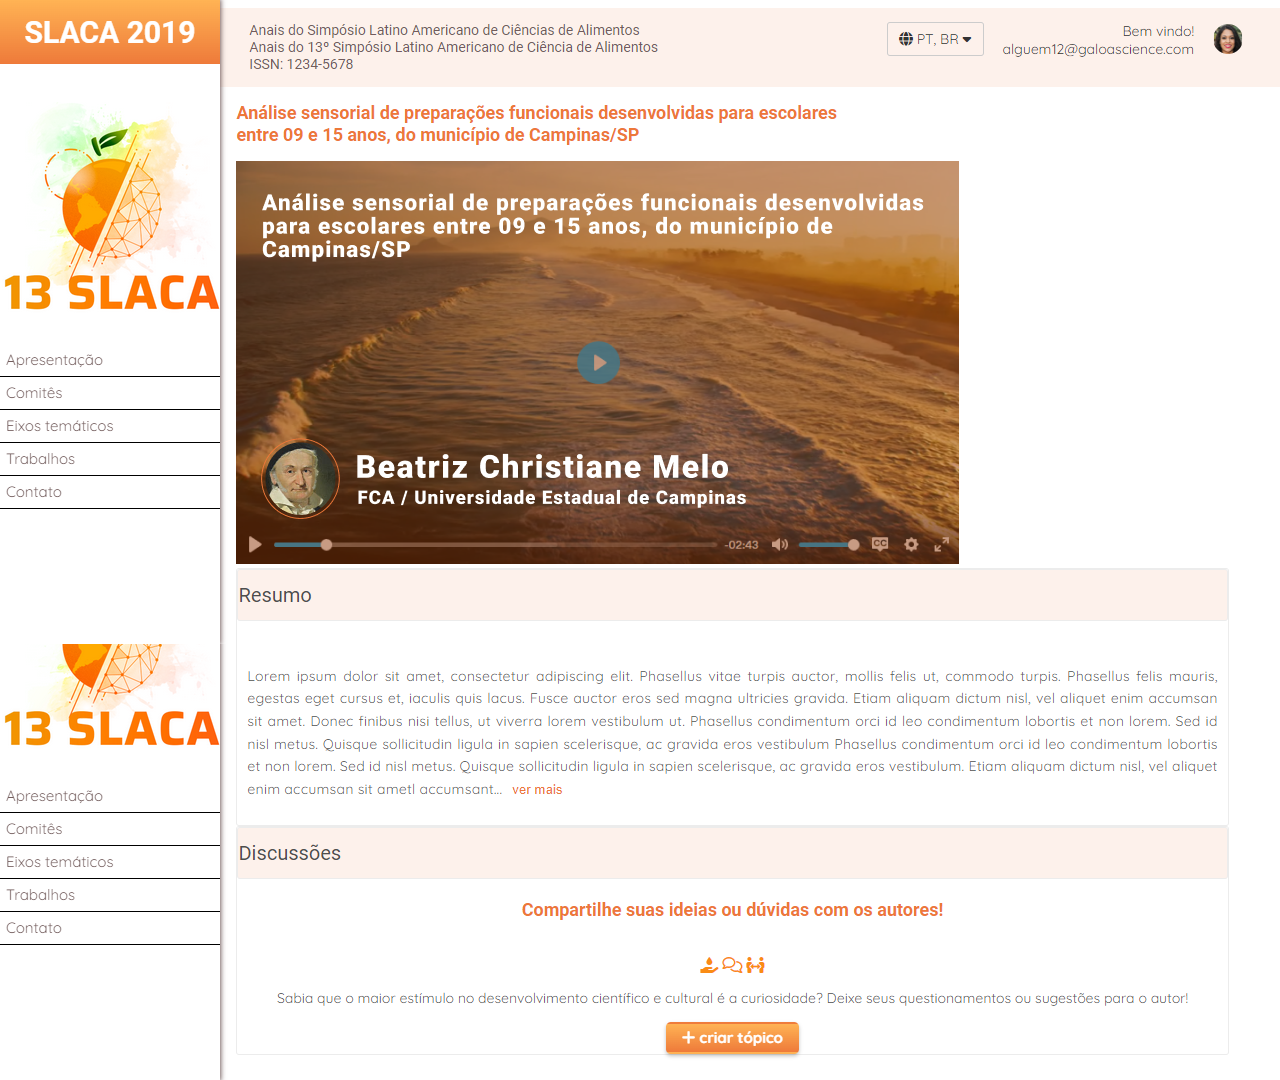 SLACA 2019
Anais do Simpósio Latino Americano de Ciências de Alimentos
Anais do 13º Simpósio Latino Americano de Ciência de Alimentos
ISSN: 1234-5678
PT, BR
Bem vindo!
alguem12@galoascience.com
13 SLACA
Apresentação
Comitês
Eixos temáticos
Trabalhos
Contato
13 SLACA
Apresentação
Comitês
Eixos temáticos
Trabalhos
Contato
Análise sensorial de preparações funcionais desenvolvidas para escolares
entre 09 e 15 anos, do município de Campinas/SP
Análise sensorial de preparações funcionais desenvolvidas
para escolares entre 09 e 15 anos, do município de
Campinas/SP
Beatriz Christiane Melo
FCA / Universidade Estadual de Campinas
-02:43
CC
Resumo
Lorem ipsum dolor sit amet, consectetur adipiscing elit. Phasellus vitae turpis auctor, mollis felis ut, commodo turpis. Phasellus felis mauris,
egestas eget cursus et, iaculis quis lacus. Fusce auctor eros sed magna ultricies gravida. Etiam aliquam dictum nisl, vel aliquet enim accumsan
sit amet. Donec finibus nisi tellus, ut viverra lorem vestibulum ut. Phasellus condimentum orci id leo condimentum lobortis et non lorem. Sed id
nisl metus. Quisque sollicitudin ligula in sapien scelerisque, ac gravida eros vestibulum Phasellus condimentum orci id leo condimentum lobortis
et non lorem. Sed id nisl metus. Quisque sollicitudin ligula in sapien scelerisque, ac gravida eros vestibulum. Etiam aliquam dictum nisl, vel aliquet
enim accumsan sit ametl accumsant... ver mais
Discussões
Compartilhe suas ideias ou dúvidas com os autores!
Sabia que o maior estímulo no desenvolvimento científico e cultural é a curiosidade? Deixe seus questionamentos ou sugestões para o autor!
+ criar tópico